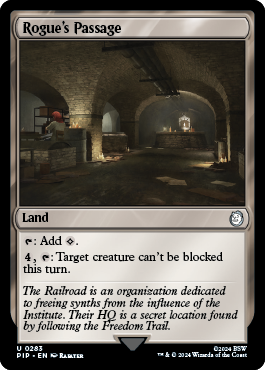 Rogue's Passage
Land
: Add .
4, : Target creature can't be blocked
this turn.
The Railroad is an organization dedicated
to freeing synths from the influence of the
Institute. Their HQ is a secret location found
by following the Freedom Trail.
U 0283
PIP • EN Rabater
©2024 BSW
™ & © 2024 Wizards of the Coast